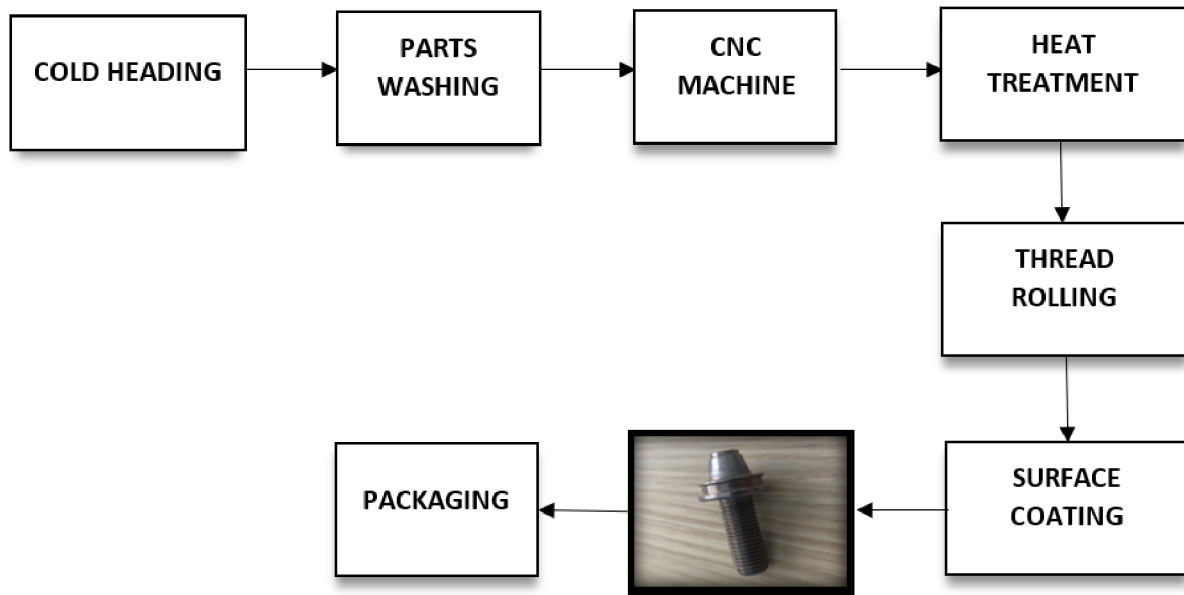 COLD HEADING
PARTS
WASHING
CNC
MACHINE
HEAT
TREATMENT
THREAD
ROLLING
SURFACE
COATING
PACKAGING